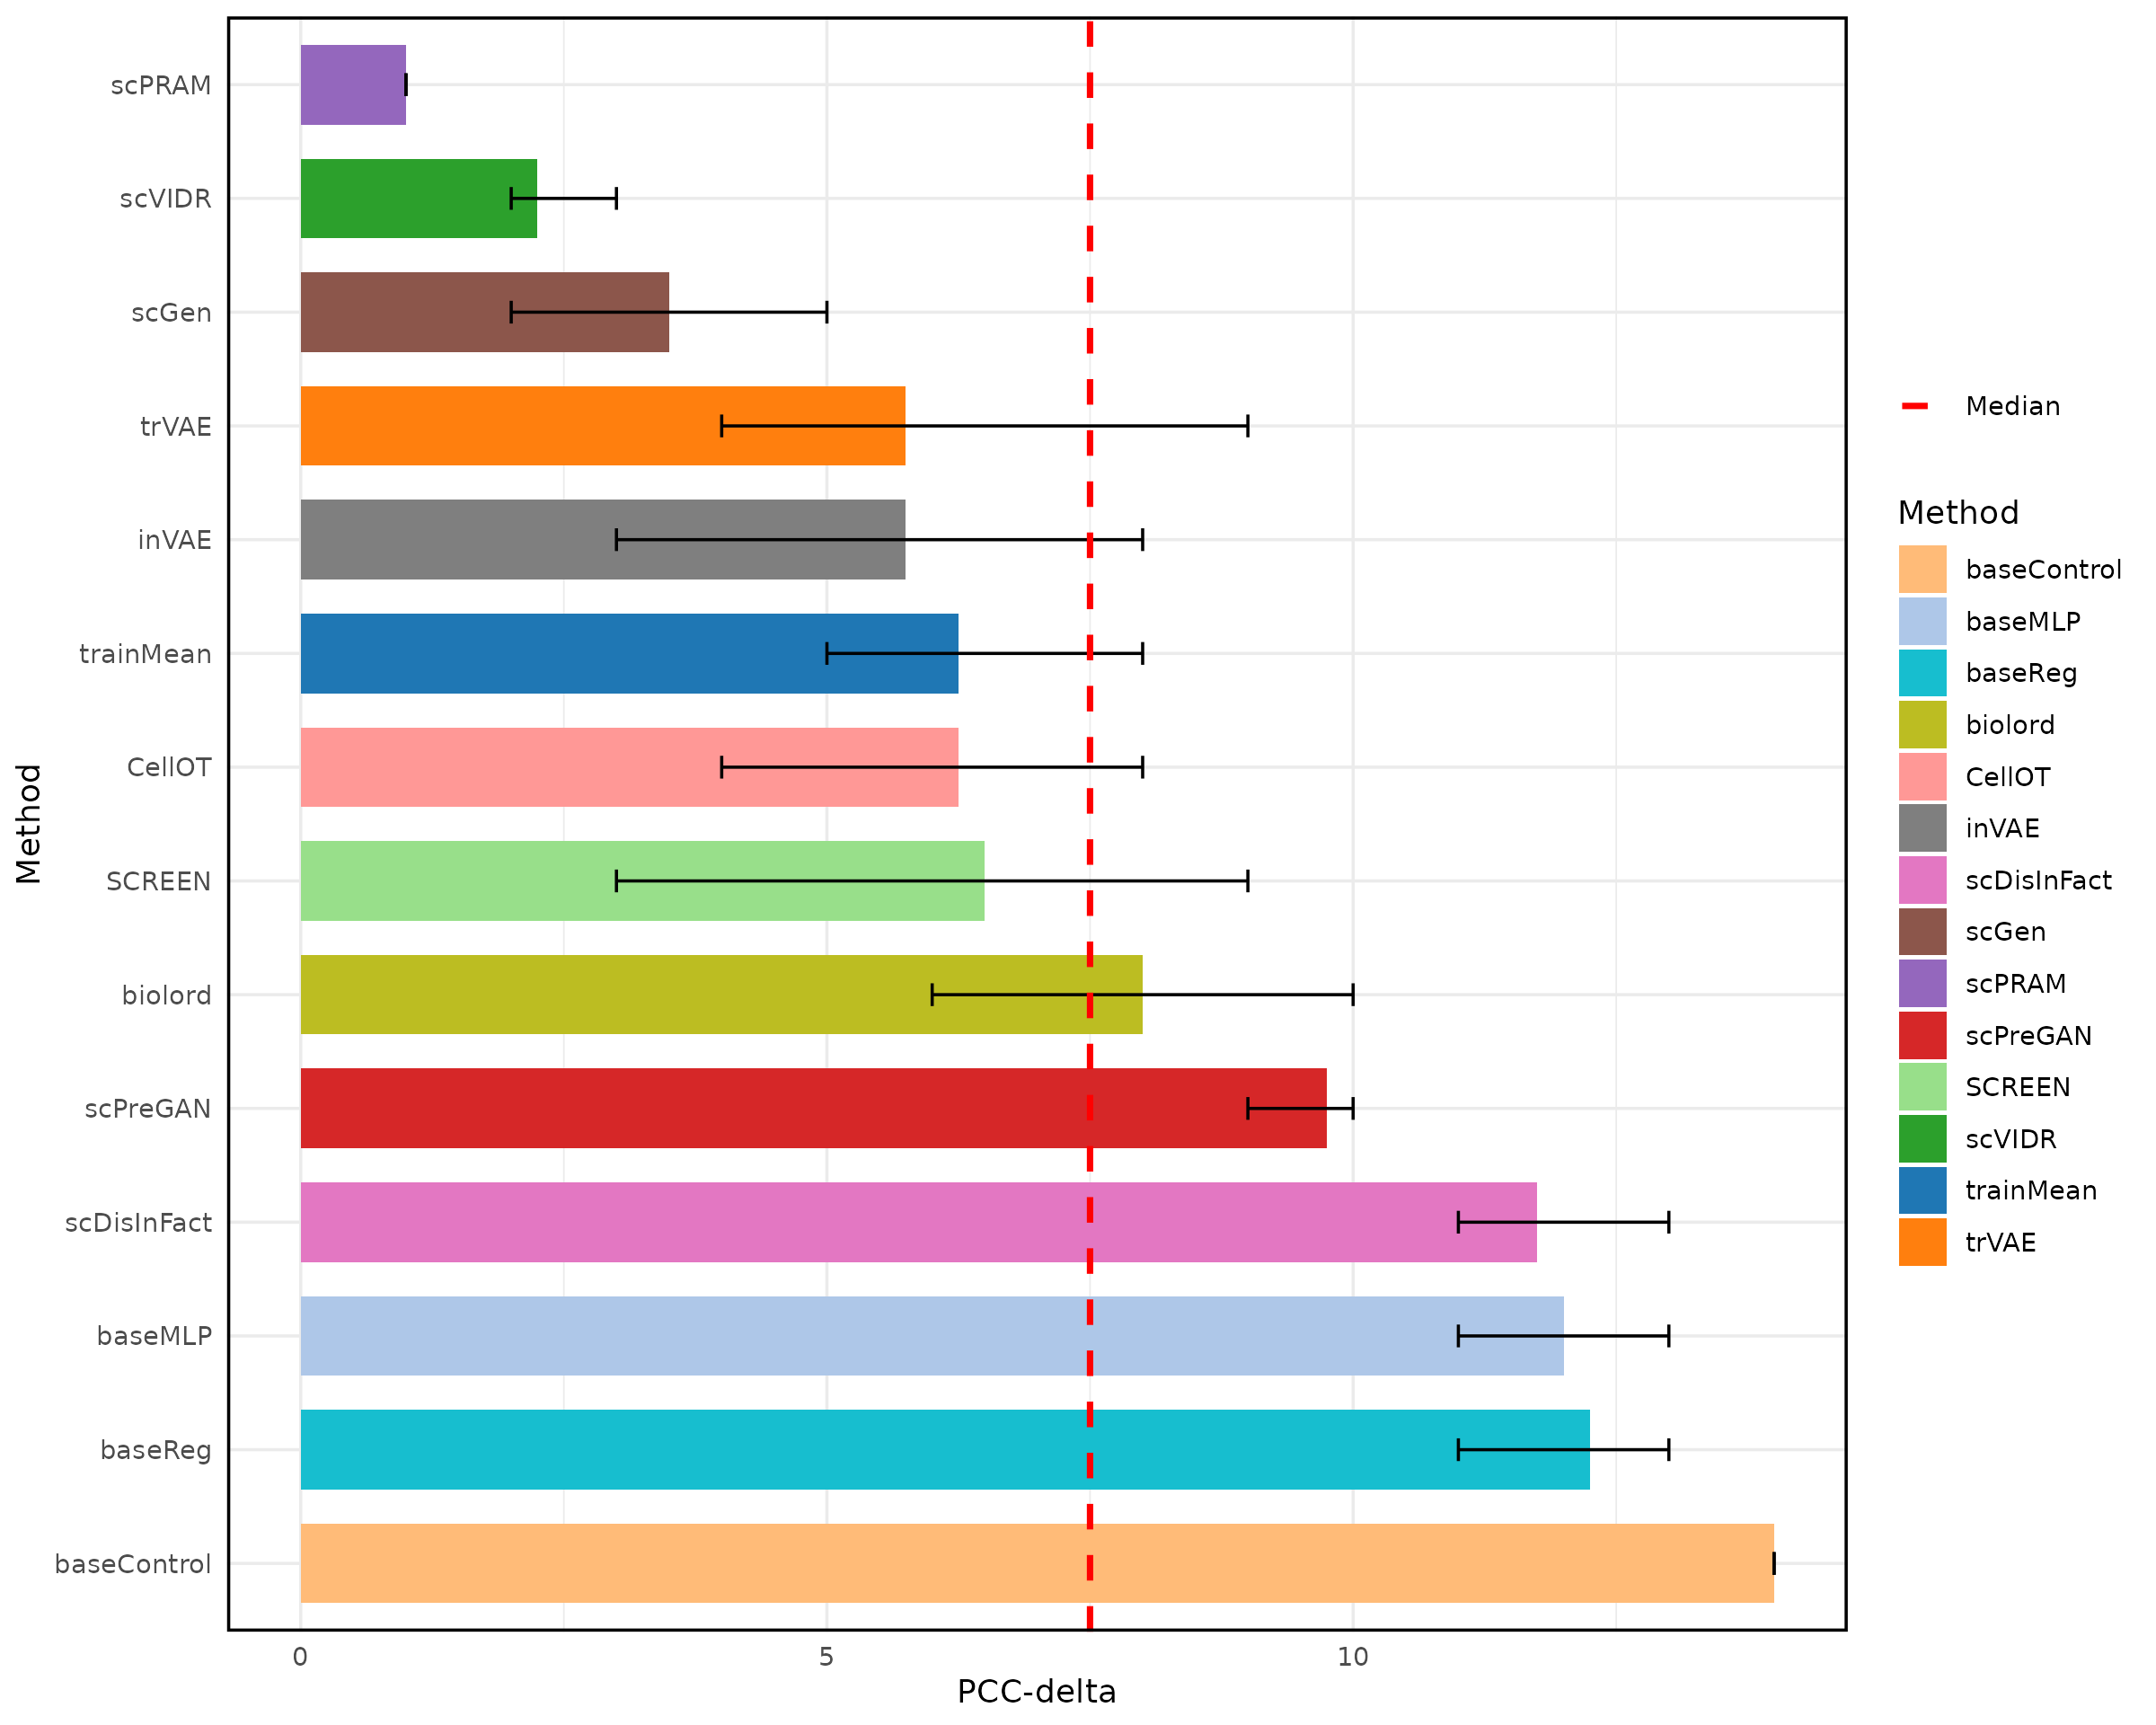 scPRAM
scVIDR
scGen
trVAE
inVAE
trainMean
CellOT
SCREEN
biolord
scPreGAN
scDisInFact
baseMLP
baseReg
baseControl
Method
0 5 10
PCC-delta
Median
Method
baseControl
baseMLP
baseReg
biolord
CellOT
inVAE
scDisInFact
scGen
scPRAM
scPreGAN
SCREEN
scVIDR
trainMean
trVAE